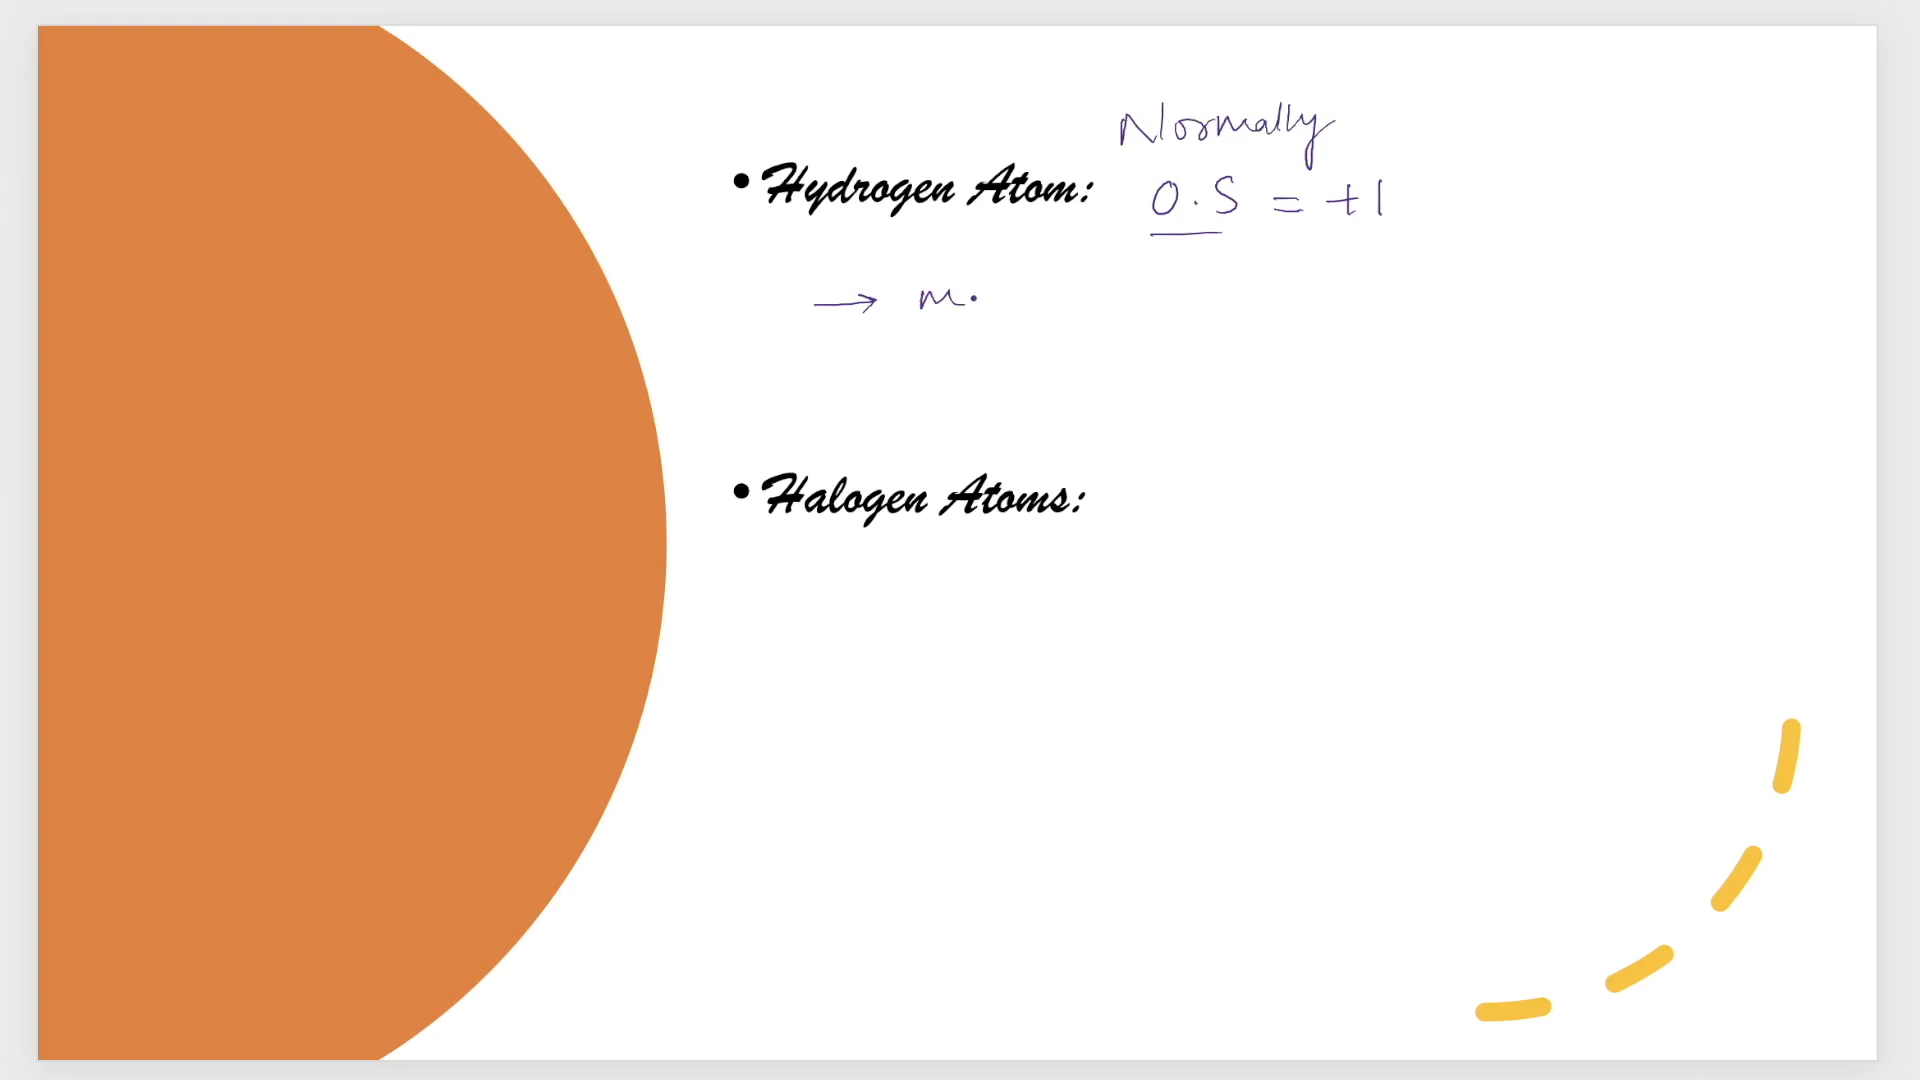 Normally
• Hydrogen Atom: O.S = +1
→ m
• Halogen Atoms: